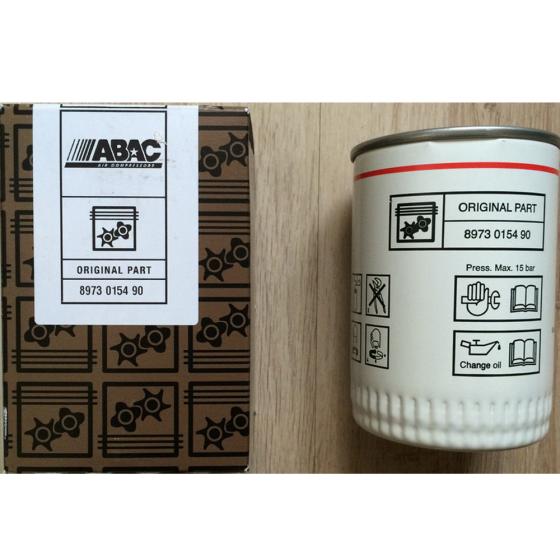 ABAC
AIR COMPRESSORS
ORIGINAL PART
8973 0154 90
ORIGINAL PART
8973 0154 90
Press. Max. 15 bar
Change oil